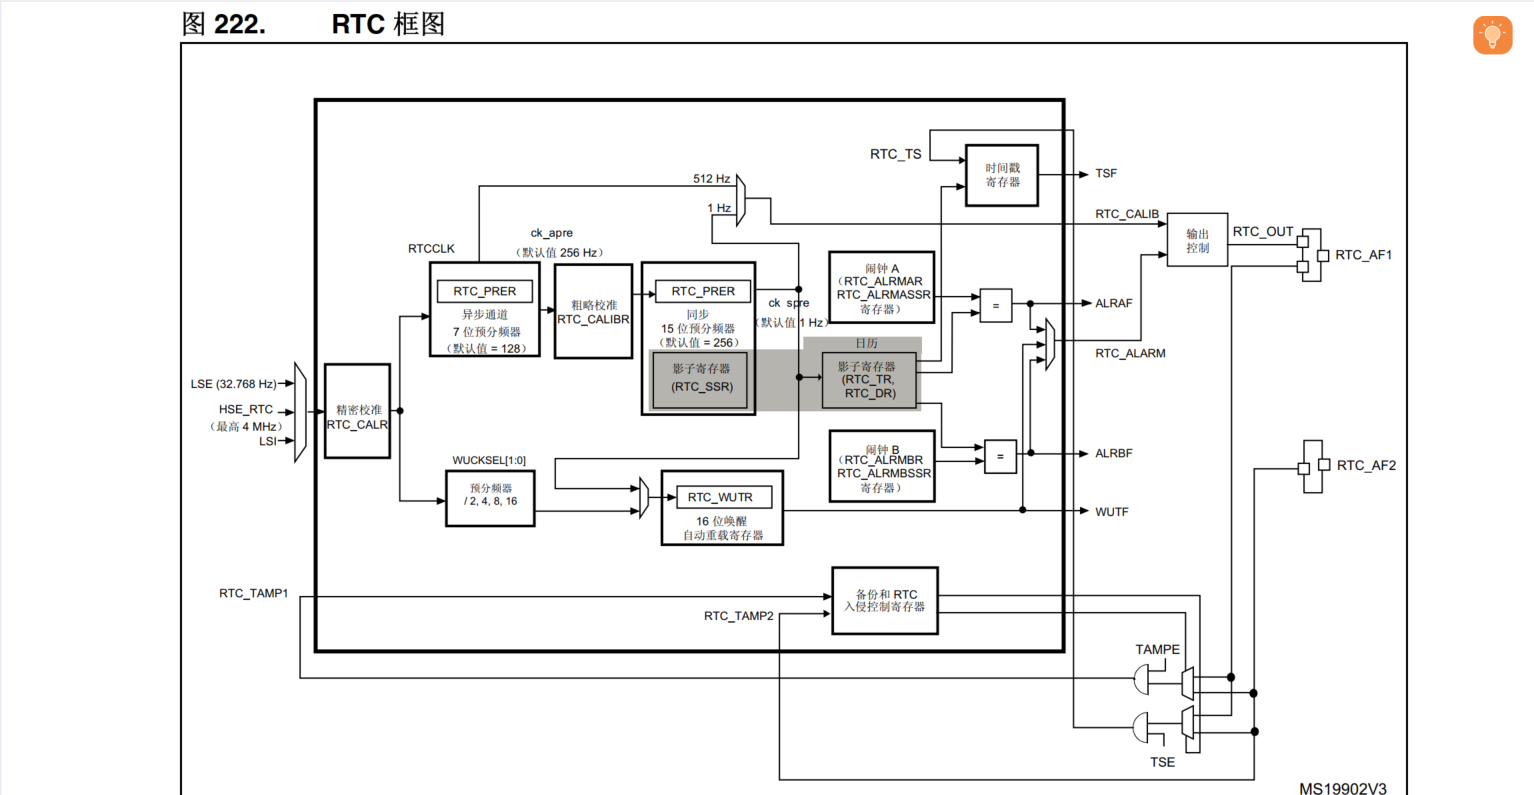 图 222. RTC 框图
RTC_TS
时间戳
寄存器
TSF
512 Hz
1 Hz
RTC_CALIB
输出
控制
RTC_OUT
RTC_AF1
ck_apre
（默认值 256 Hz）
RTCCLK
RTC_PRER
异步通道
7 位预分频器
（默认值 = 128）
粗略校准
RTC_CALIBR
RTC_PRER
同步
15 位预分频器
（默认值 = 256）
影子寄存器
(RTC_SSR)
ck_spre
（默认值 1 Hz）
闹钟 A
（RTC_ALRMAR
RTC_ALRMASSR
寄存器）
=
ALRAF
日历
影子寄存器
(RTC_TR,
RTC_DR)
RTC_ALARM
LSE (32.768 Hz)
HSE_RTC
（最高 4 MHz）
LSI
精密校准
RTC_CALR
闹钟 B
（RTC_ALRMBR
RTC_ALRMBSSR
寄存器）
=
ALRBF
RTC_AF2
WUCKSEL[1:0]
预分频器
/ 2, 4, 8, 16
RTC_WUTR
16 位唤醒
自动重载寄存器
WUTF
RTC_TAMP1
RTC_TAMP2
备份和 RTC
入侵控制寄存器
TAMPE
TSE
MS19902V3